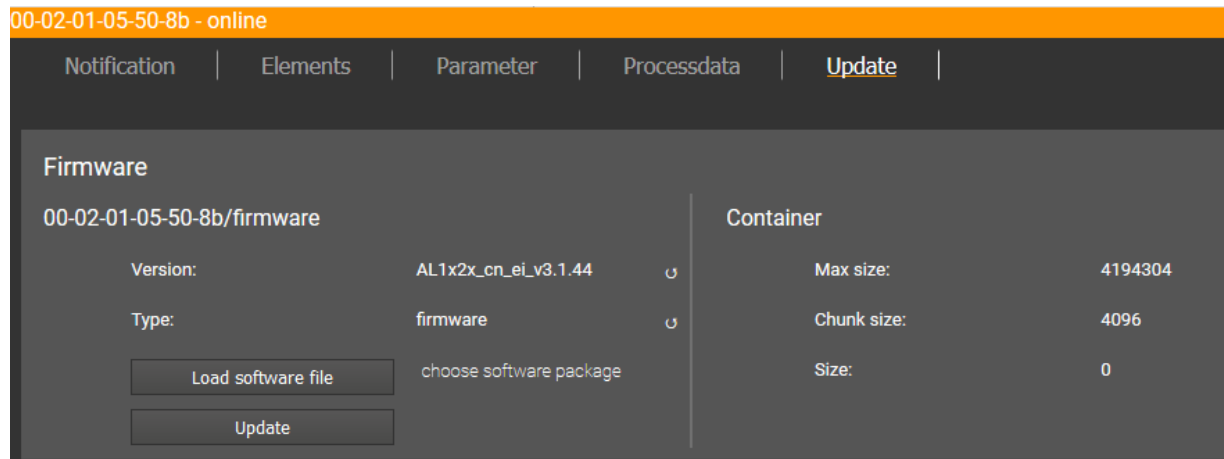 00-02-01-05-50-8b - online
Notification | Elements | Parameter | Processdata | Update |
Firmware
00-02-01-05-50-8b/firmware
Container
Version: AL1x2x_cn_ei_v3.1.44 ↺
Max size: 4194304
Type: firmware ↺
Chunk size: 4096
Load software file choose software package
Size: 0
Update